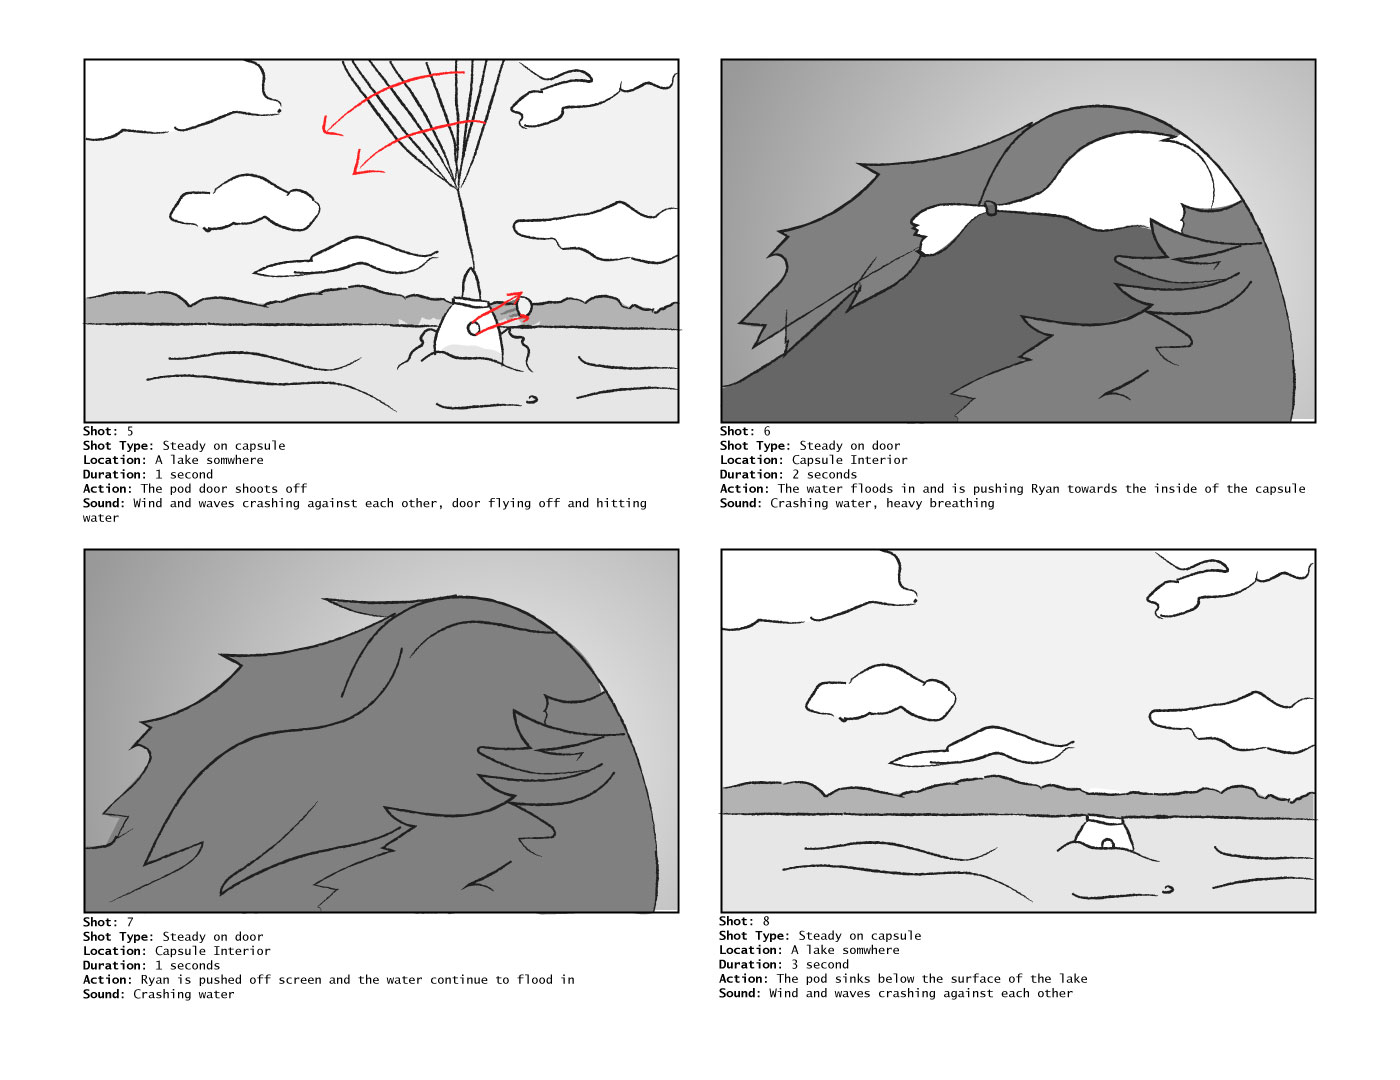 Shot: 5
Shot Type: Steady on capsule
Location: A lake somwhere
Duration: 1 second
Action: The pod door shoots off
Sound: Wind and waves crashing against each other, door flying off and hitting
water
Shot: 6
Shot Type: Steady on door
Location: Capsule Interior
Duration: 2 seconds
Action: The water floods in and is pushing Ryan towards the inside of the capsule
Sound: Crashing water, heavy breathing
Shot: 7
Shot Type: Steady on door
Location: Capsule Interior
Duration: 1 seconds
Action: Ryan is pushed off screen and the water continue to flood in
Sound: Crashing water
Shot: 8
Shot Type: Steady on capsule
Location: A lake somwhere
Duration: 3 second
Action: The pod sinks below the surface of the lake
Sound: Wind and waves crashing against each other